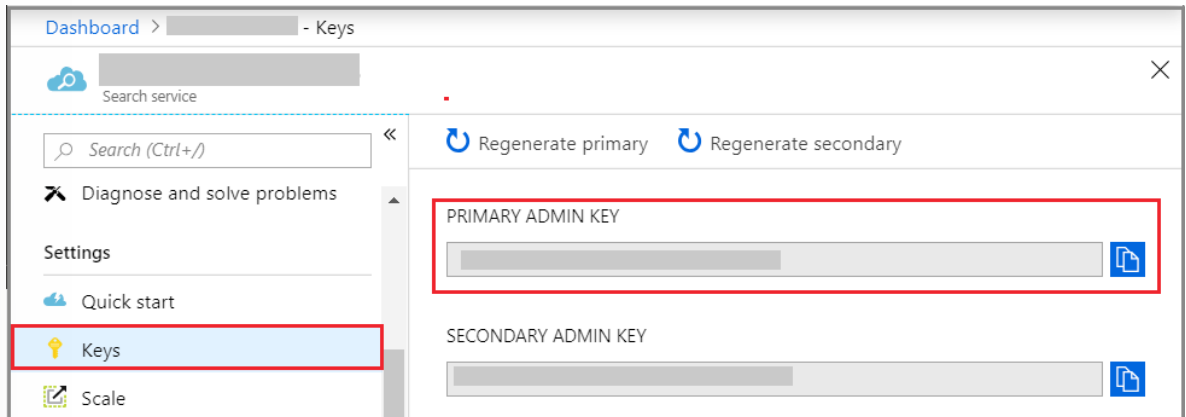 Dashboard > - Keys
Search service
Search (Ctrl+/)
«
Regenerate primary
Regenerate secondary
Diagnose and solve problems
Settings
Quick start
Keys
Scale
PRIMARY ADMIN KEY
SECONDARY ADMIN KEY